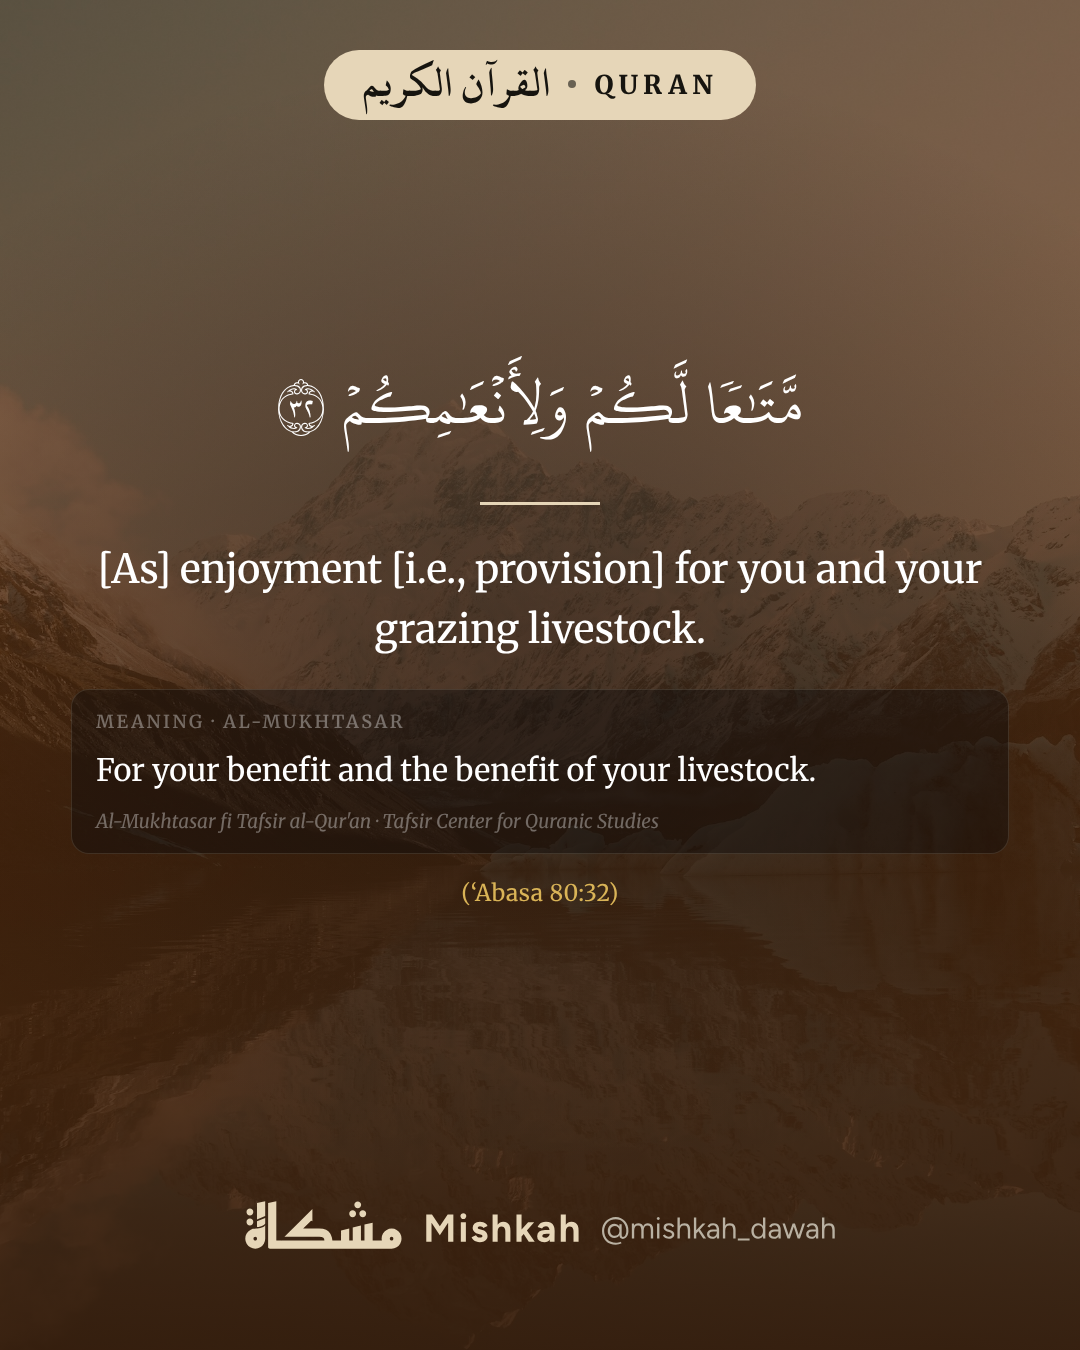 القرآن الكريم • QURAN
مَّتَـٰعًۭا لَّكُمْ وَلِأَنْعَـٰمِكُمْ ٣٢
[As] enjoyment [i.e., provision] for you and your
grazing livestock.
MEANING · AL-MUKHTASAR
For your benefit and the benefit of your livestock.
Al-Mukhtasar fi Tafsir al-Qur'an · Tafsir Center for Quranic Studies
(‘Abasa 80:32)
مشكاة Mishkah @mishkah_dawah